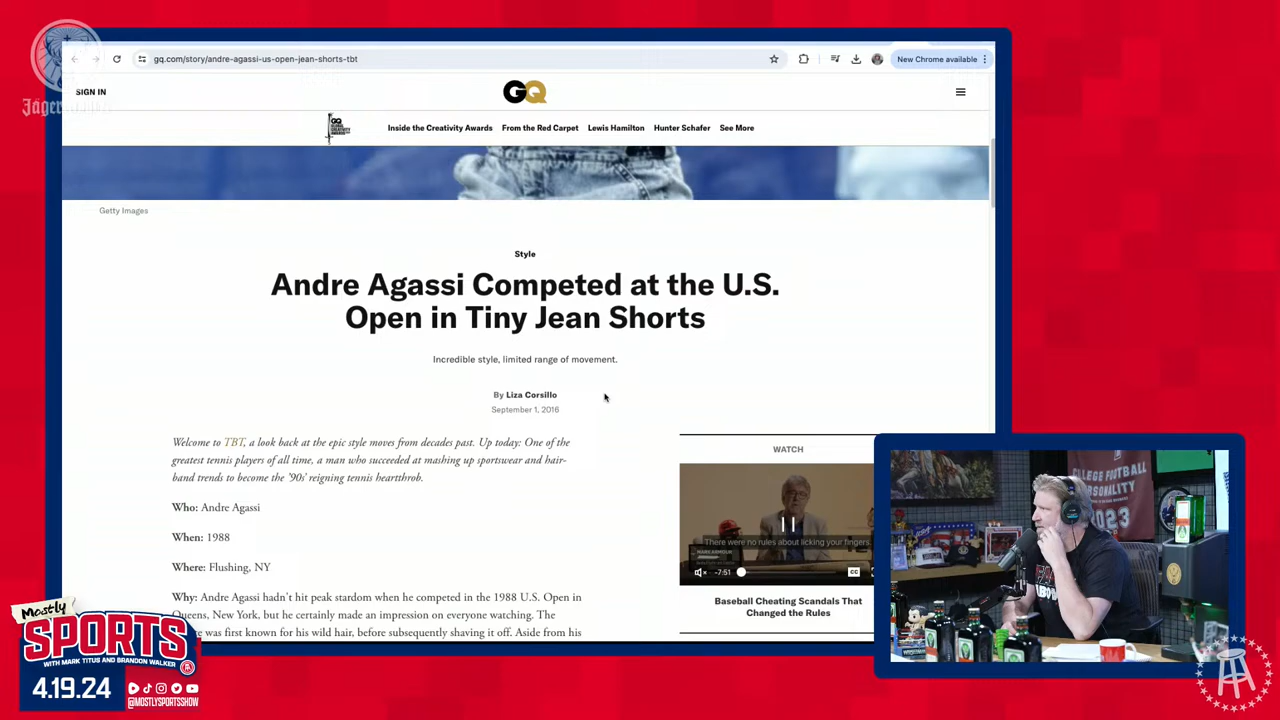 gq.com/story/andre-agassi-us-open-jean-shorts-tbt
New Chrome available
SIGN IN
GQ
GQ GLOBAL CREATIVITY AWARDS
Inside the Creativity Awards From the Red Carpet Lewis Hamilton Hunter Schafer See More
Getty Images
Style
Andre Agassi Competed at the U.S.
Open in Tiny Jean Shorts
Incredible style, limited range of movement.
By Liza Corsillo
September 1, 2016
Welcome to TBT, a look back at the epic style moves from decades past. Up today: One of the
greatest tennis players of all time, a man who succeeded at mashing up sportswear and hair-
band trends to become the '90s' reigning tennis heartthrob.
Who: Andre Agassi
When: 1988
Where: Flushing, NY
Why: Andre Agassi hadn't hit peak stardom when he competed in the 1988 U.S. Open in
Queens, New York, but he certainly made an impression on everyone watching. The
was first known for his wild hair, before subsequently shaving it off. Aside from his
WATCH
There were no rules about licking your fingers.
MARK ARMOUR
-7:51
CC
Baseball Cheating Scandals That
Changed the Rules
COLLEGE FOOTBALL
PERSONALITY
2023
Jägermeister
Mostly
SPORTS
WITH MARK TITUS AND BRANDON WALKER
4.19.24
@MOSTLYSPORTSSHOW